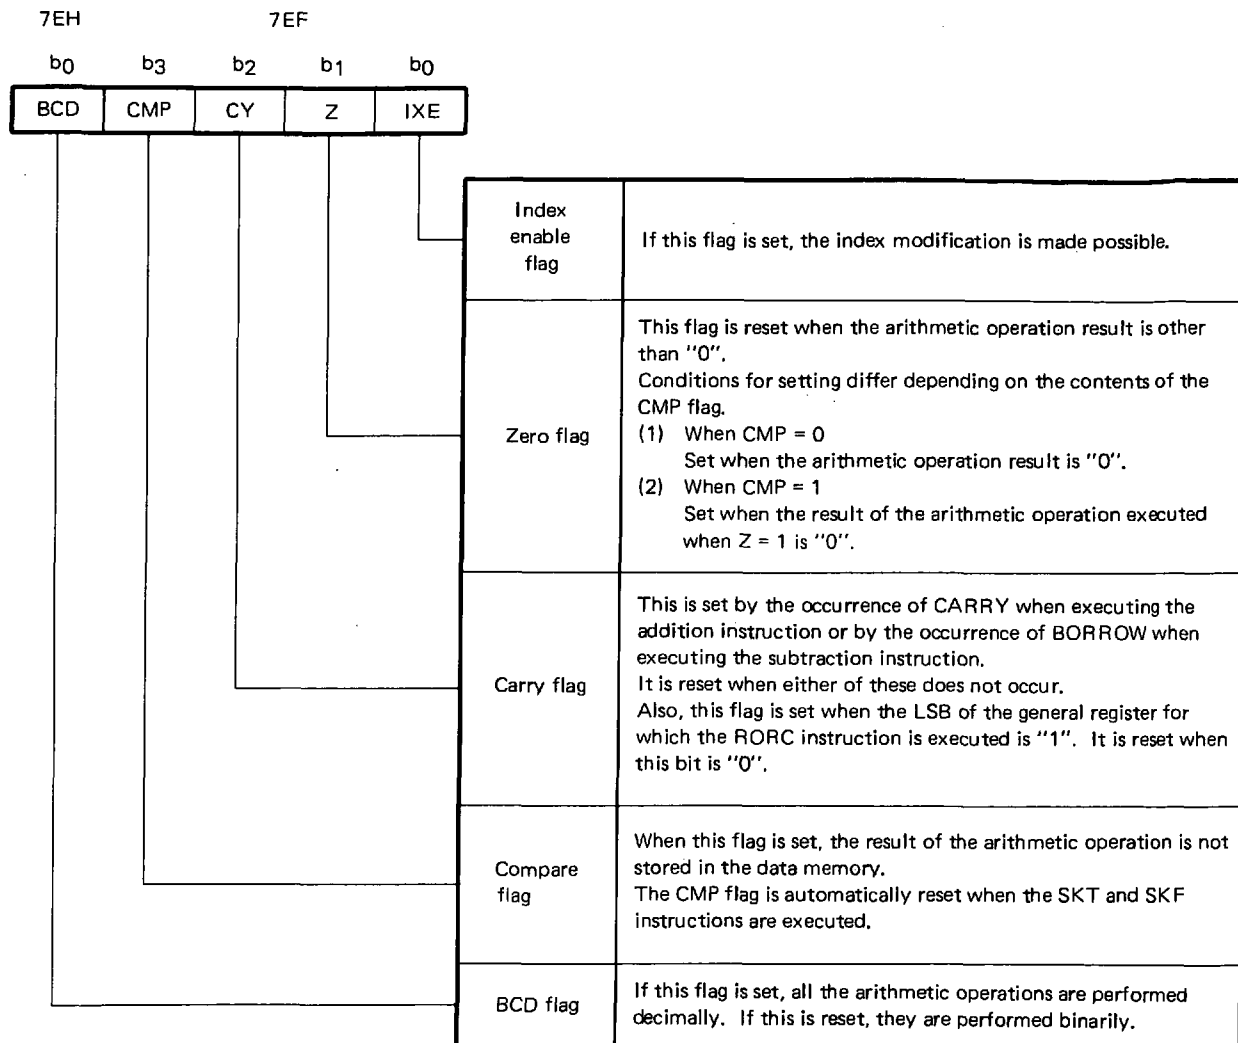 7EH 7EF
b0 b3 b2 b1 b0
BCD CMP CY Z IXE
Index
enable
flag
If this flag is set, the index modification is made possible.
Zero flag
This flag is reset when the arithmetic operation result is other
than "0".
Conditions for setting differ depending on the contents of the
CMP flag.
(1) When CMP = 0
Set when the arithmetic operation result is "0".
(2) When CMP = 1
Set when the result of the arithmetic operation executed
when Z = 1 is "0".
Carry flag
This is set by the occurrence of CARRY when executing the
addition instruction or by the occurrence of BORROW when
executing the subtraction instruction.
It is reset when either of these does not occur.
Also, this flag is set when the LSB of the general register for
which the RORC instruction is executed is "1". It is reset when
this bit is "0".
Compare
flag
When this flag is set, the result of the arithmetic operation is not
stored in the data memory.
The CMP flag is automatically reset when the SKT and SKF
instructions are executed.
BCD flag
If this flag is set, all the arithmetic operations are performed
decimally. If this is reset, they are performed binarily.